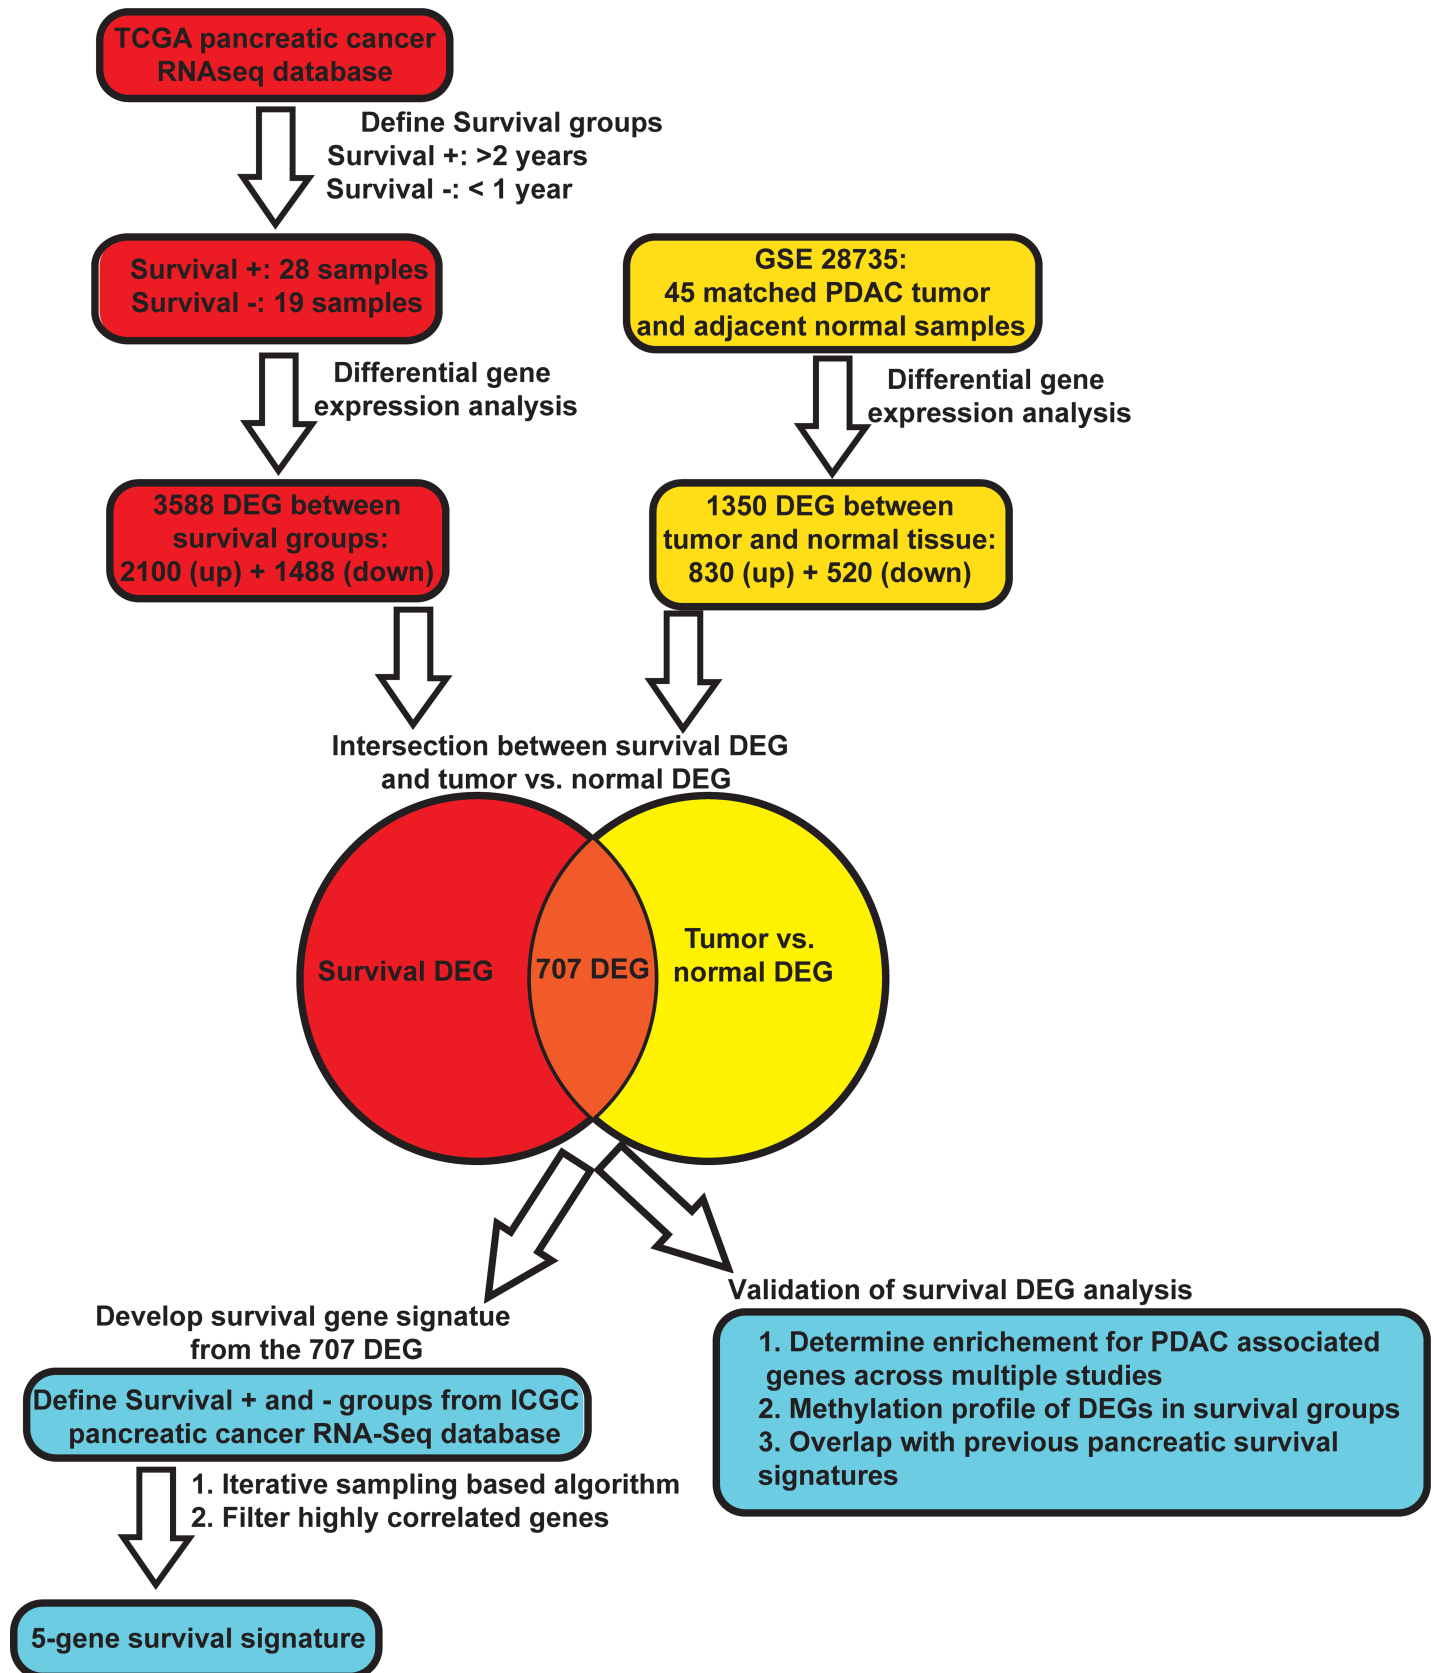 TCGA pancreatic cancer
RNAseq database
Define Survival groups
Survival +: >2 years
Survival -: < 1 year
Survival +: 28 samples
Survival -: 19 samples
GSE 28735:
45 matched PDAC tumor
and adjacent normal samples
Differential gene
expression analysis
Differential gene
expression analysis
3588 DEG between
survival groups:
2100 (up) + 1488 (down)
1350 DEG between
tumor and normal tissue:
830 (up) + 520 (down)
Intersection between survival DEG
and tumor vs. normal DEG
Survival DEG
707 DEG
Tumor vs.
normal DEG
Develop survival gene signatue
from the 707 DEG
Define Survival + and - groups from ICGC
pancreatic cancer RNA-Seq database
1. Iterative sampling based algorithm
2. Filter highly correlated genes
5-gene survival signature
Validation of survival DEG analysis
1. Determine enrichement for PDAC associated
genes across multiple studies
2. Methylation profile of DEGs in survival groups
3. Overlap with previous pancreatic survival
signatures